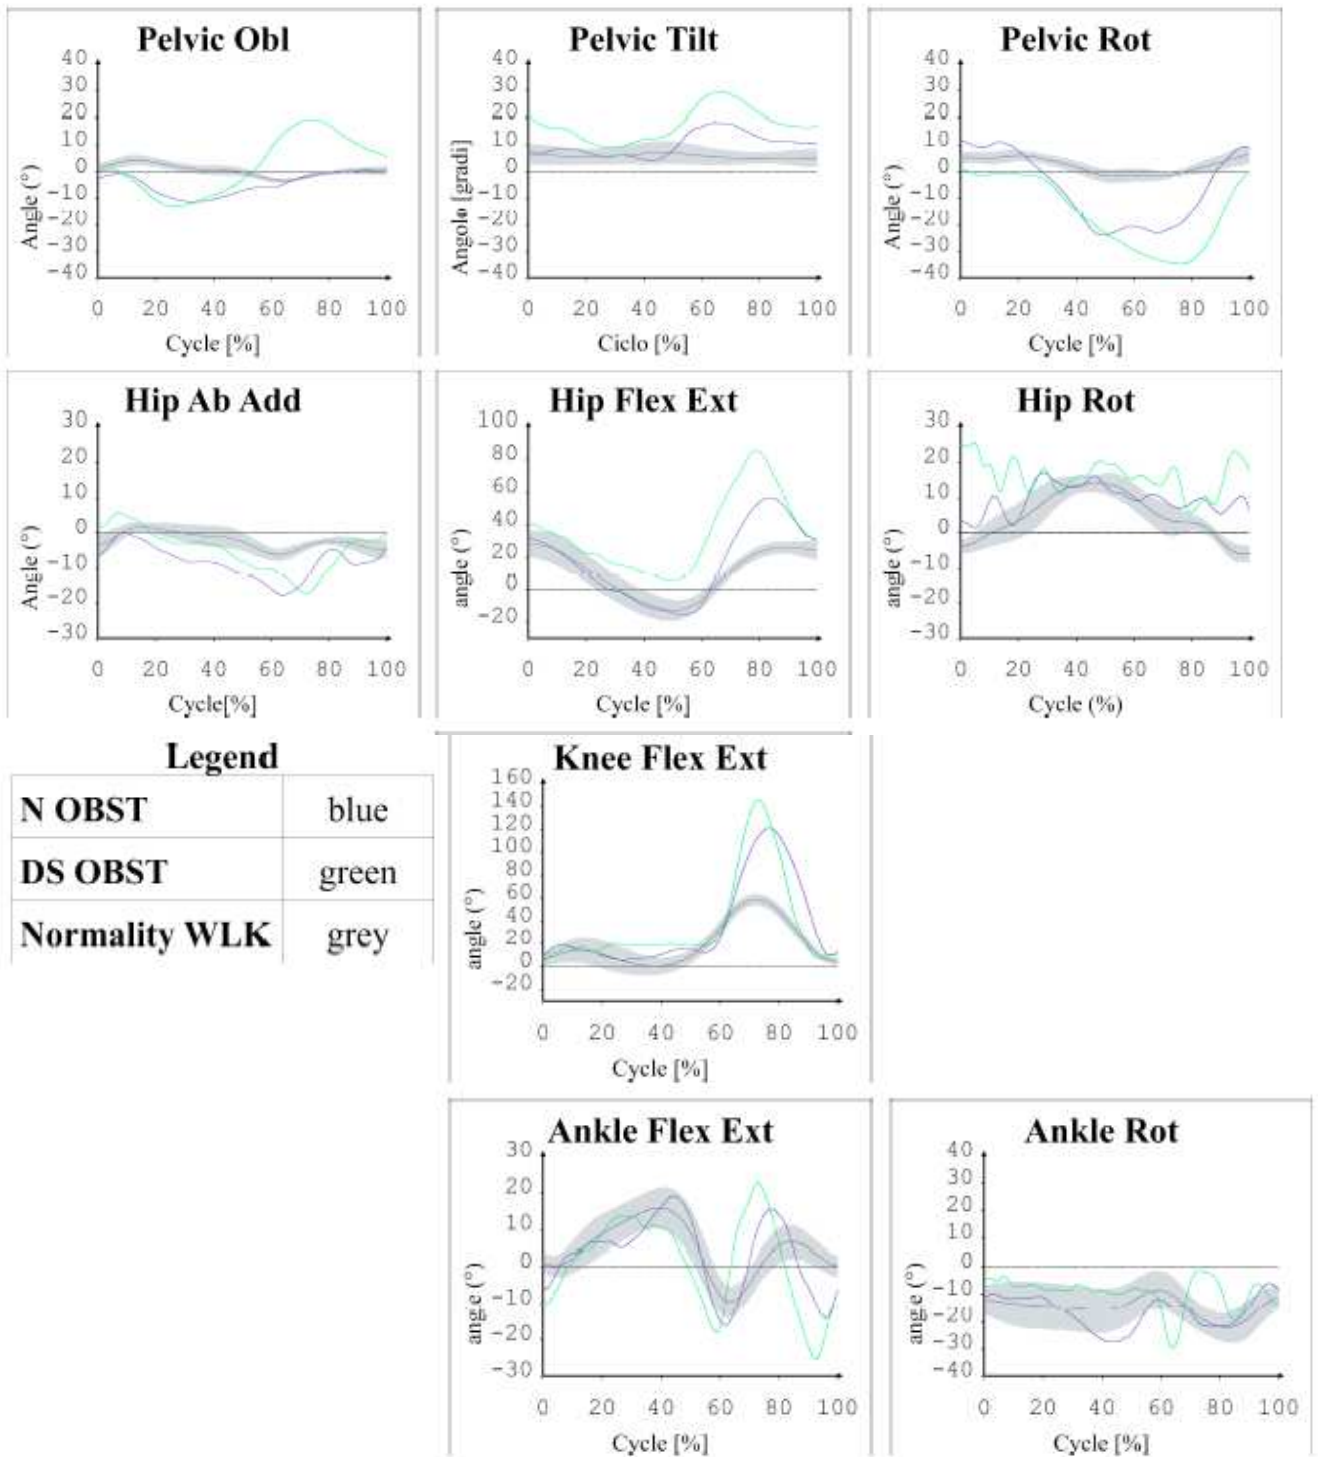 Pelvic Obl
40
30
20
10
0
-10
-20
-30
-40
Angle (°)
0 20 40 60 80 100
Cycle [%]
Pelvic Tilt
40
30
20
10
0
-10
-20
-30
-40
Angolo [gradi]
0 20 40 60 80 100
Ciclo [%]
Pelvic Rot
40
30
20
10
0
-10
-20
-30
-40
Angle (°)
0 20 40 60 80 100
Cycle [%]
Hip Ab Add
30
20
10
0
-10
-20
-30
Angle (°)
0 20 40 60 80 100
Cycle[%]
Hip Flex Ext
100
80
60
40
20
0
-20
angle (°)
0 20 40 60 80 100
Cycle [%]
Hip Rot
30
20
10
0
-10
-20
-30
angle (°)
0 20 40 60 80 100
Cycle (%)
Legend
N OBST blue
DS OBST green
Normality WLK grey
Knee Flex Ext
160
140
120
100
80
60
40
20
0
-20
angle (°)
0 20 40 60 80 100
Cycle [%]
Ankle Flex Ext
30
20
10
0
-10
-20
-30
angle (°)
0 20 40 60 80 100
Cycle [%]
Ankle Rot
40
30
20
10
0
-10
-20
-30
-40
angle (°)
0 20 40 60 80 100
Cycle [%]